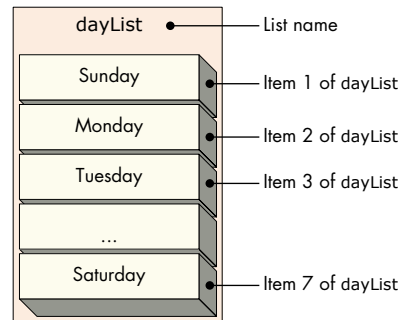 dayList List name
Sunday Item 1 of dayList
Monday Item 2 of dayList
Tuesday Item 3 of dayList
...
Saturday Item 7 of dayList